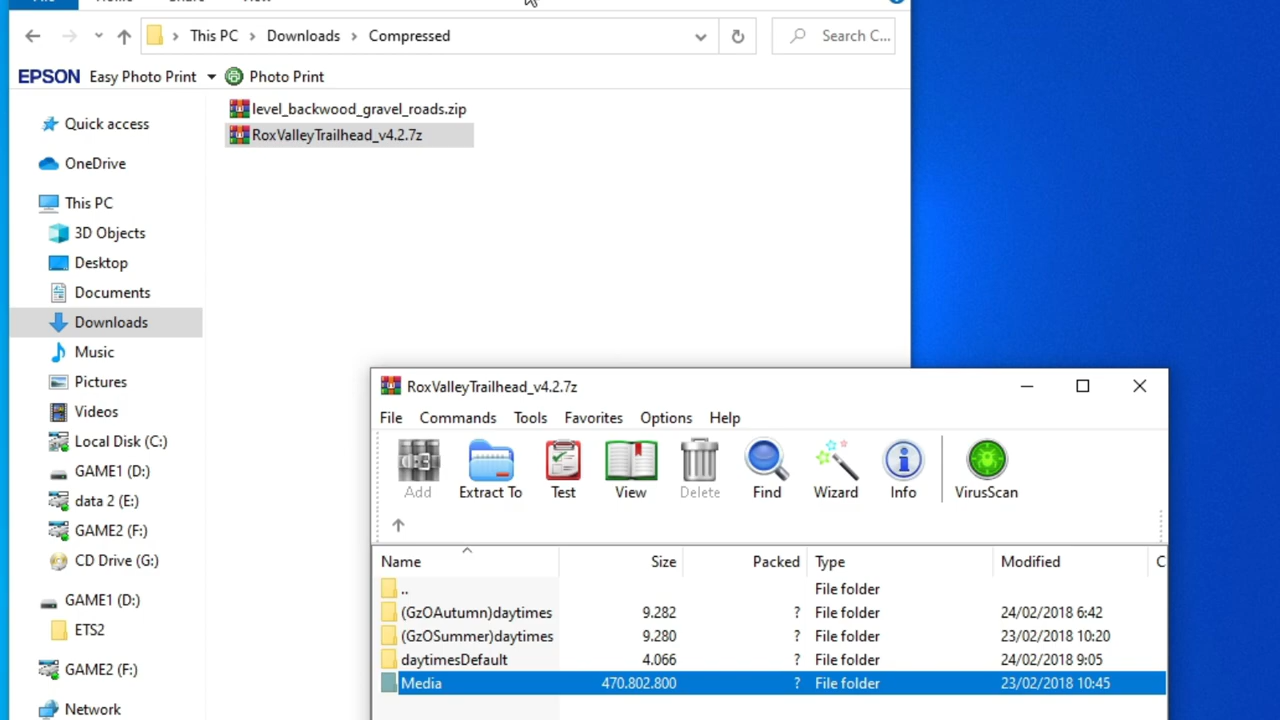 File Home Share View
This PC > Downloads > Compressed
Search C...
EPSON Easy Photo Print Photo Print
Quick access
OneDrive
This PC
3D Objects
Desktop
Documents
Downloads
Music
Pictures
Videos
Local Disk (C:)
GAME1 (D:)
data 2 (E:)
GAME2 (F:)
CD Drive (G:)
GAME1 (D:)
ETS2
GAME2 (F:)
Network
level_backwood_gravel_roads.zip
RoxValleyTrailhead_v4.2.7z
RoxValleyTrailhead_v4.2.7z
File Commands Tools Favorites Options Help
Add Extract To Test View Delete Find Wizard Info VirusScan
Name Size Packed Type Modified C
.. File folder
(GzOAutumn)daytimes 9.282 ? File folder 24/02/2018 6:42
(GzOSummer)daytimes 9.280 ? File folder 23/02/2018 10:20
daytimesDefault 4.066 ? File folder 24/02/2018 9:05
Media 470.802.800 ? File folder 23/02/2018 10:45